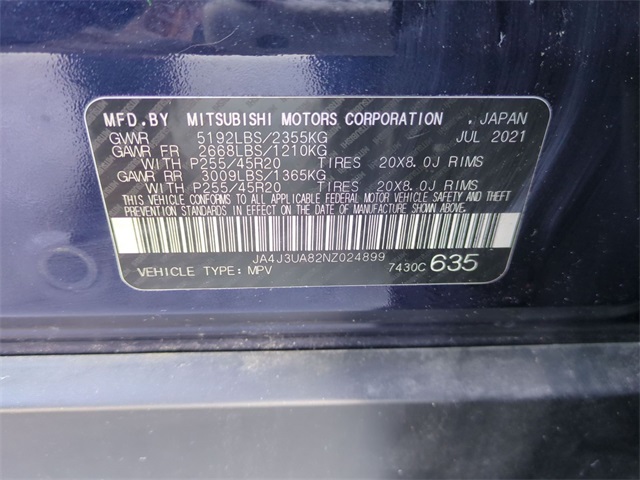 MFD.BY MITSUBISHI MOTORS CORPORATION , JAPAN
GVWR 5192LBS/2355KG JUL 2021
GAWR FR 2668LBS/1210KG
WITH P255/45R20 TIRES 20X8.0J RIMS
GAWR RR 3009LBS/1365KG
WITH P255/45R20 TIRES 20X8.0J RIMS
THIS VEHICLE CONFORMS TO ALL APPLICABLE FEDERAL MOTOR VEHICLE SAFETY AND THEFT
PREVENTION STANDARDS IN EFFECT ON THE DATE OF MANUFACTURE SHOWN ABOVE.
JA4J3UA82NZ024899
VEHICLE TYPE: MPV 7430C 635